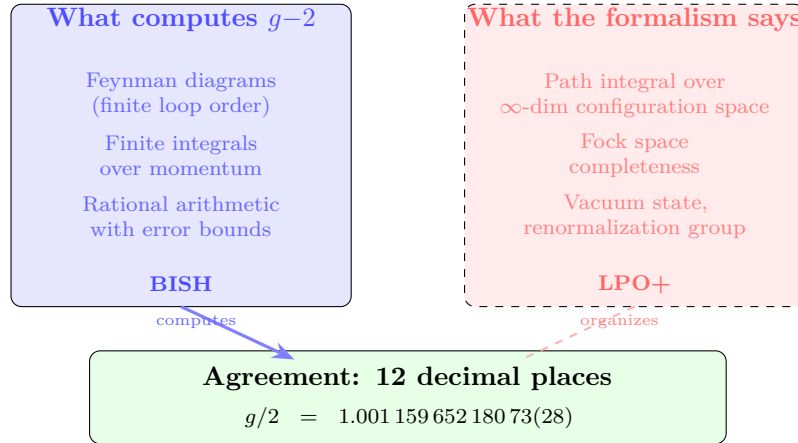 What computes g−2
Feynman diagrams
(finite loop order)
Finite integrals
over momentum
Rational arithmetic
with error bounds
BISH
computes
What the formalism says
Path integral over
∞-dim configuration space
Fock space
completeness
Vacuum state,
renormalization group
LPO+
organizes
Agreement: 12 decimal places
g/2 = 1.001 159 652 180 73(28)